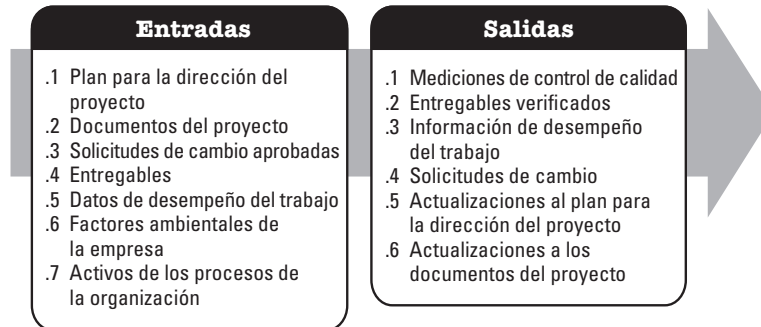 Entradas
.1 Plan para la dirección del
proyecto
.2 Documentos del proyecto
.3 Solicitudes de cambio aprobadas
.4 Entregables
.5 Datos de desempeño del trabajo
.6 Factores ambientales de
la empresa
.7 Activos de los procesos de
la organización
Salidas
.1 Mediciones de control de calidad
.2 Entregables verificados
.3 Información de desempeño
del trabajo
.4 Solicitudes de cambio
.5 Actualizaciones al plan para
la dirección del proyecto
.6 Actualizaciones a los
documentos del proyecto